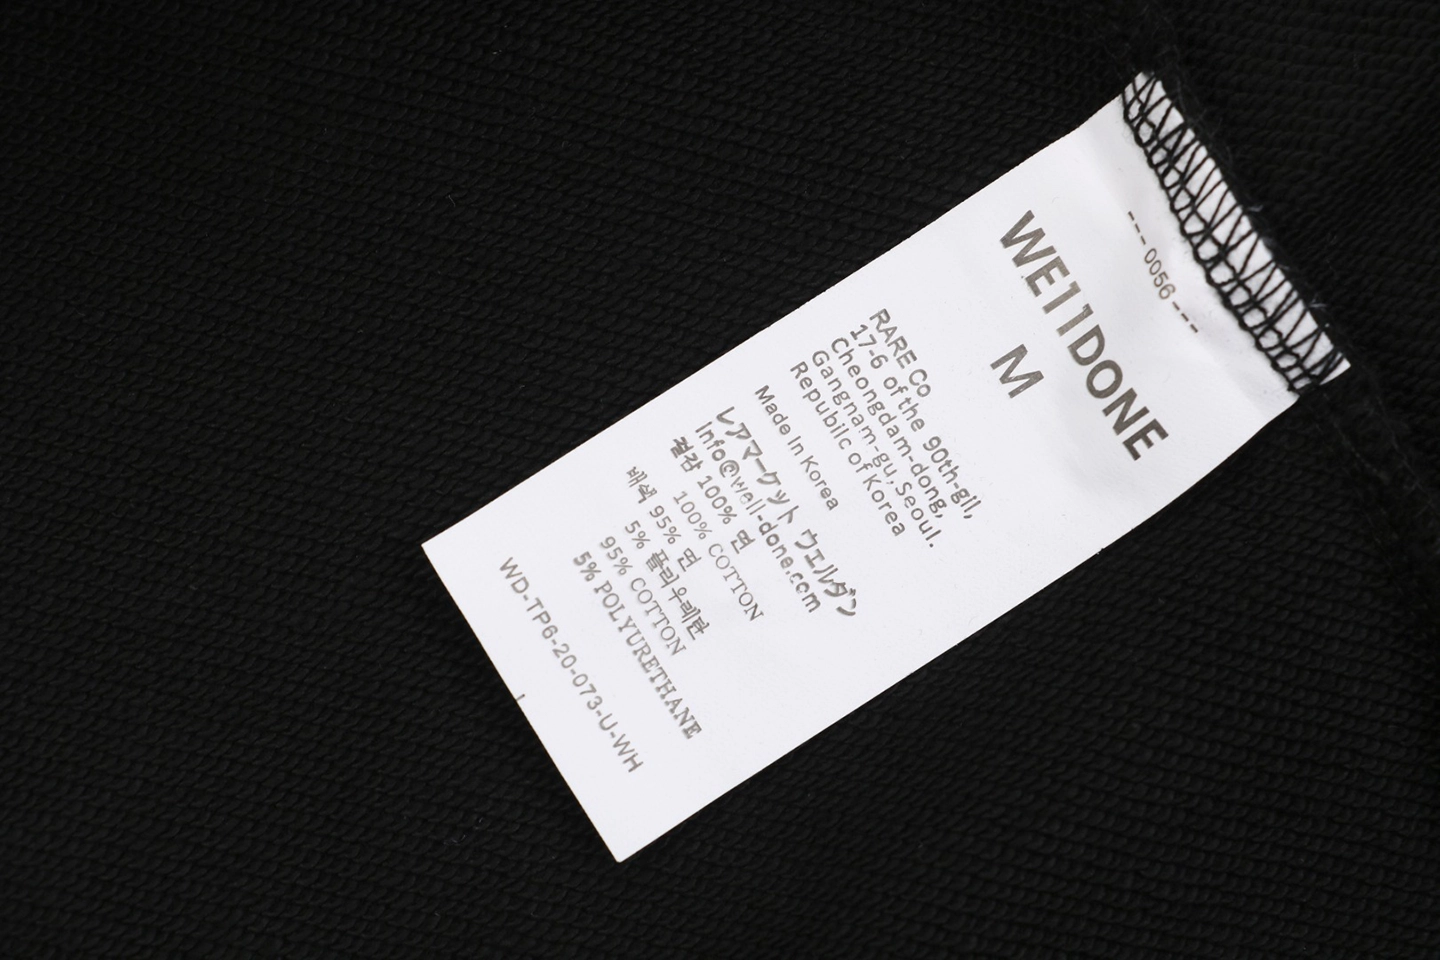 ---0056---
WE11DONE
M
RARE Co
17-6 of the 90th-gil,
Cheongdam-dong,
Gangnam-gu,Seoul.
Republic of Korea
Made In Korea
レアマーケット ウェルダン
Info@well-done.com
겉감 100% 면
100% COTTON
배색 95% 면
5% 폴리우레탄
95% COTTON
5% POLYURETHANE
WD-TP6-20-073-U-WH